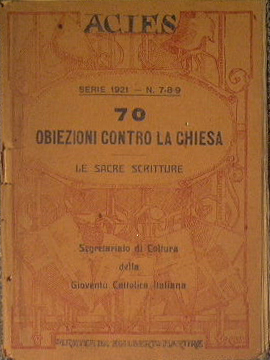 ACIES
SERIE 1921 — N. 7-8-9
70
OBIEZIONI CONTRO LA CHIESA
LE SACRE SCRITTURE
Segretariato di Cultura
della
Gioventù Cattolica Italiana